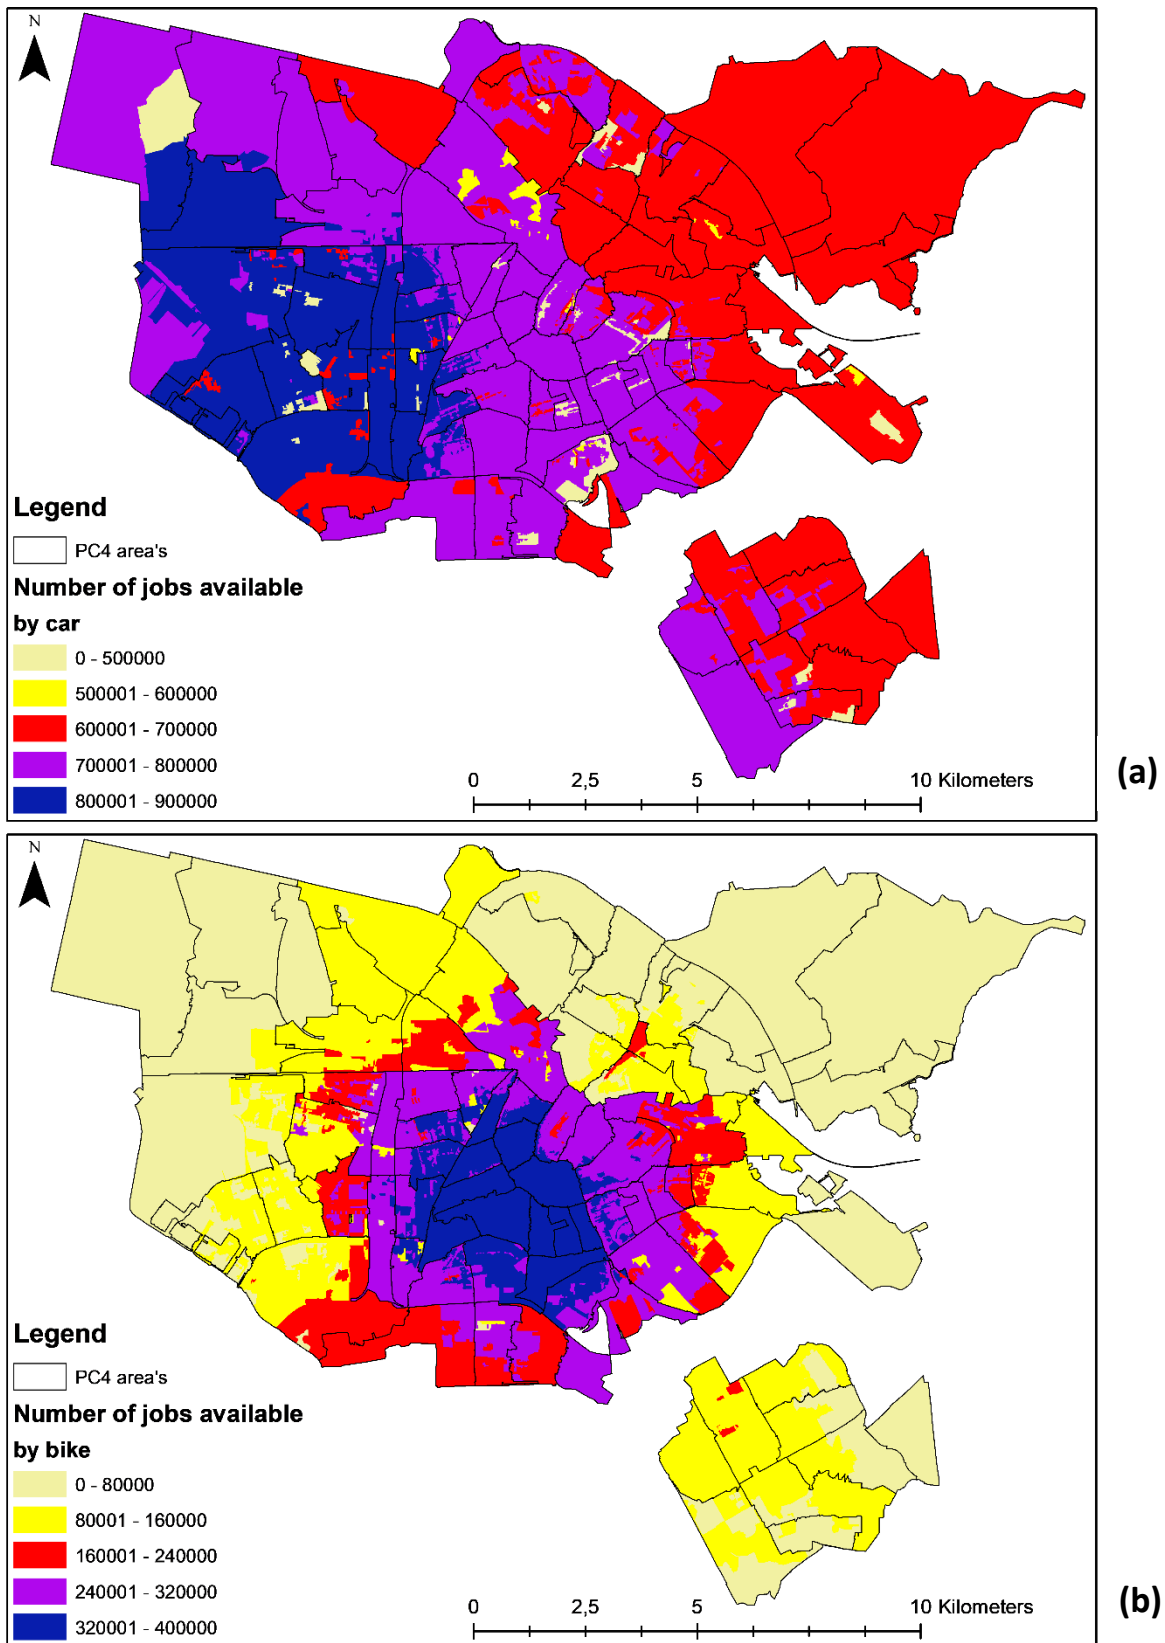 N
Legend
PC4 area's
Number of jobs available
by car
0 - 500000
500001 - 600000
600001 - 700000
700001 - 800000
800001 - 900000
0 2,5 5 10 Kilometers
(a)
N
Legend
PC4 area's
Number of jobs available
by bike
0 - 80000
80001 - 160000
160001 - 240000
240001 - 320000
320001 - 400000
0 2,5 5 10 Kilometers
(b)